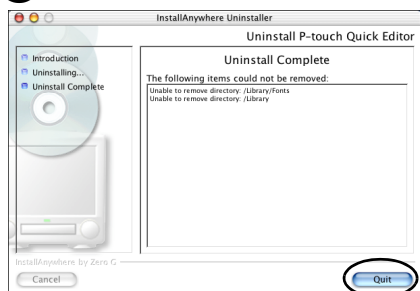 InstallAnywhere Uninstaller
Uninstall P-touch Quick Editor
Introduction
Uninstalling...
Uninstall Complete
Uninstall Complete
The following items could not be removed:
Unable to remove directory: /Library/Fonts
Unable to remove directory: /Library
InstallAnywhere by Zero G
Cancel
Quit